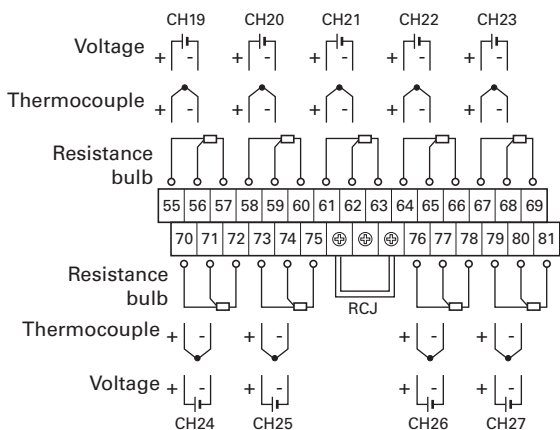 CH19 CH20 CH21 CH22 CH23
Voltage + - + - + - + - + -
Thermocouple + - + - + - + - + -
Resistance
bulb
55 56 57 58 59 60 61 62 63 64 65 66 67 68 69
70 71 72 73 74 75 76 77 78 79 80 81
Resistance
bulb
RCJ
Thermocouple + - + - + - + -
Voltage + - + - + - + -
CH24 CH25 CH26 CH27